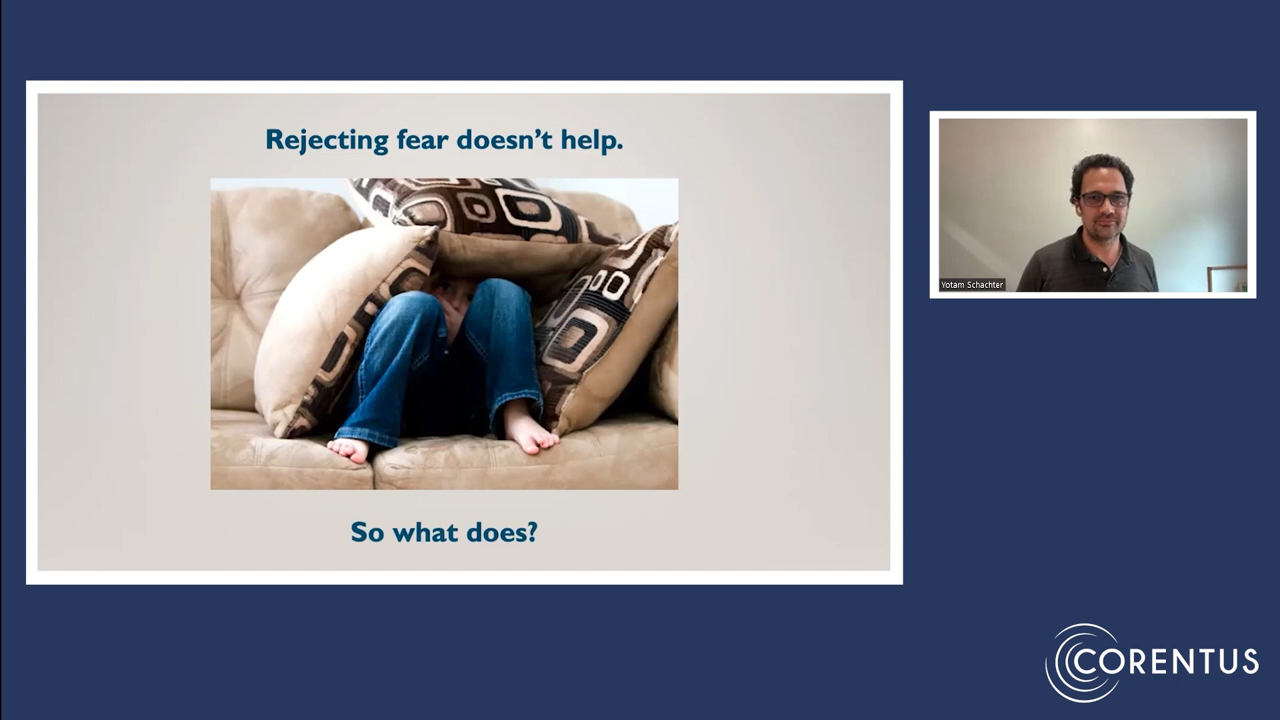 Rejecting fear doesn’t help.
So what does?
Yotam Schachter
CORENTUS